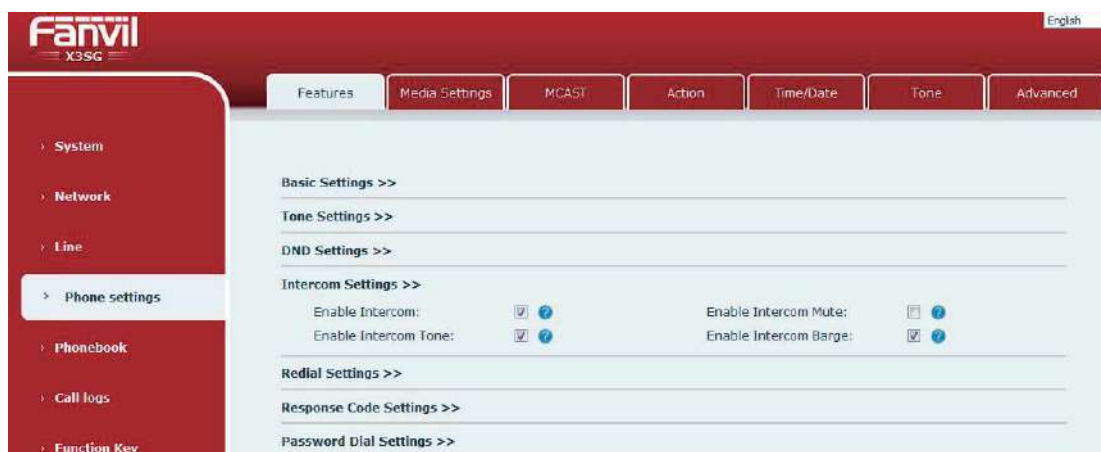 English
Fanvil
X3SG
Features Media Settings MCAST Action Time/Date Tone Advanced
› System
› Network
› Line
› Phone settings
› Phonebook
› Call logs
› Function Key
Basic Settings >>
Tone Settings >>
DND Settings >>
Intercom Settings >>
Enable Intercom: Enable Intercom Mute:
Enable Intercom Tone: Enable Intercom Barge:
Redial Settings >>
Response Code Settings >>
Password Dial Settings >>